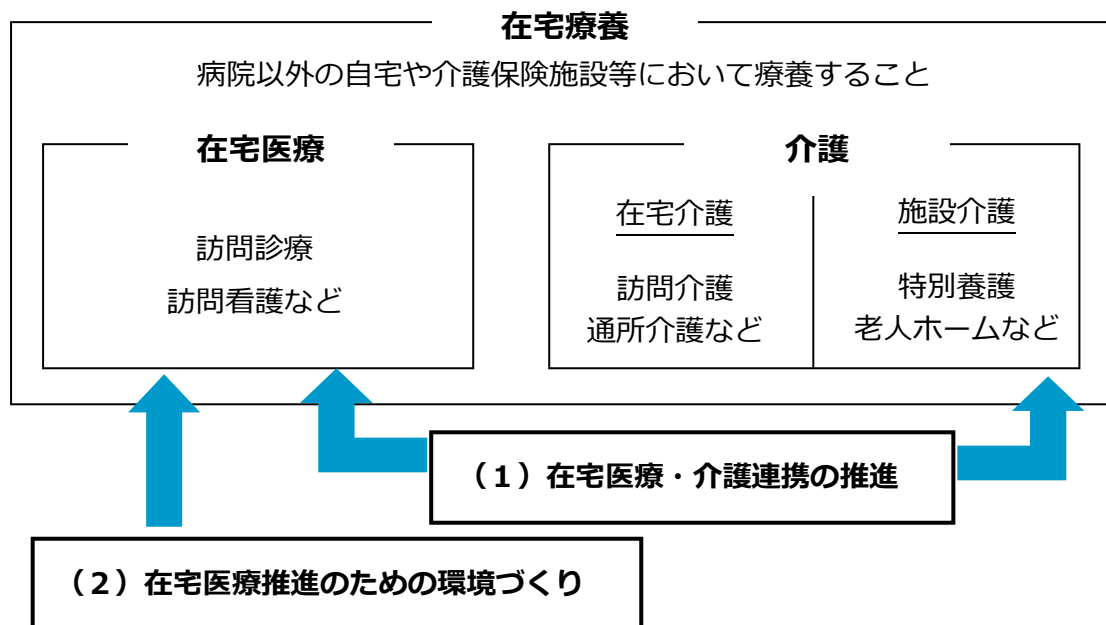 在宅療養
病院以外の自宅や介護保険施設等において療養すること
在宅医療
訪問診療
訪問看護など
介護
在宅介護
訪問介護
通所介護など
施設介護
特別養護
老人ホームなど
（１）在宅医療・介護連携の推進
（２）在宅医療推進のための環境づくり